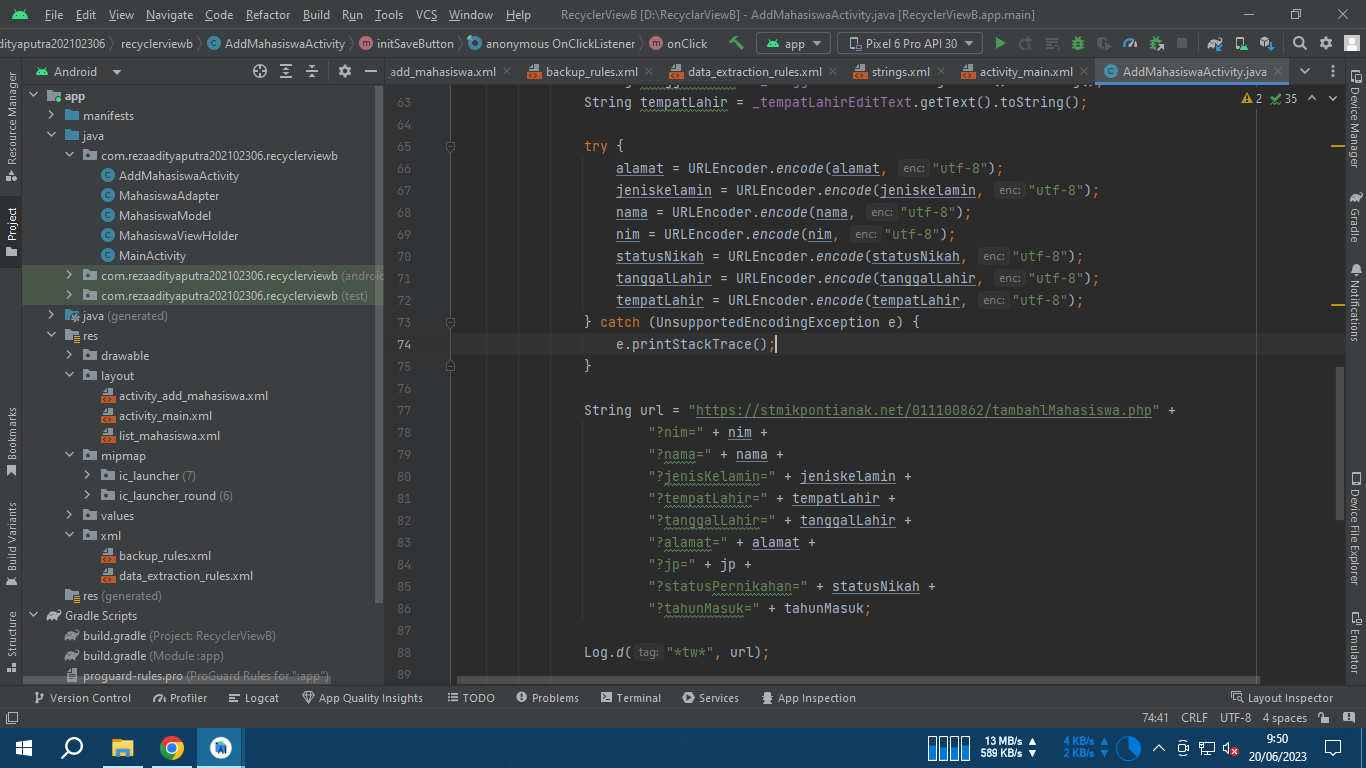 File Edit View Navigate Code Refactor Build Run Tools VCS Window Help RecyclerViewB [D:\RecyclarViewB] - AddMahasiswaActivity.java [RecyclerViewB.app.main]
dityaputra202102306 recyclerviewb AddMahasiswaActivity initSaveButton anonymous OnClickListener onClick app Pixel 6 Pro API 30
Android
add_mahasiswa.xml backup_rules.xml data_extraction_rules.xml strings.xml activity_main.xml AddMahasiswaActivity.java
Resource Manager
Project
Bookmarks
Build Variants
Structure
app
manifests
java
com.rezaadityaputra202102306.recyclerviewb
AddMahasiswaActivity
MahasiswaAdapter
MahasiswaModel
MahasiswaViewHolder
MainActivity
com.rezaadityaputra202102306.recyclerviewb (androic
com.rezaadityaputra202102306.recyclerviewb (test)
java (generated)
res
drawable
layout
activity_add_mahasiswa.xml
activity_main.xml
list_mahasiswa.xml
mipmap
ic_launcher (7)
ic_launcher_round (6)
values
xml
backup_rules.xml
data_extraction_rules.xml
res (generated)
Gradle Scripts
build.gradle (Project: RecyclerViewB)
build.gradle (Module :app)
proguard-rules.pro (ProGuard Rules for ":app")
2 35
63 String tempatLahir = _tempatLahirEditText.getText().toString();
64
65 try {
66 alamat = URLEncoder.encode(alamat, enc: "utf-8");
67 jeniskelamin = URLEncoder.encode(jeniskelamin, enc: "utf-8");
68 nama = URLEncoder.encode(nama, enc: "utf-8");
69 nim = URLEncoder.encode(nim, enc: "utf-8");
70 statusNikah = URLEncoder.encode(statusNikah, enc: "utf-8");
71 tanggalLahir = URLEncoder.encode(tanggalLahir, enc: "utf-8");
72 tempatLahir = URLEncoder.encode(tempatLahir, enc: "utf-8");
73 } catch (UnsupportedEncodingException e) {
74 e.printStackTrace();
75 }
76
77 String url = "https://stmikpontianak.net/011100862/tambahlMahasiswa.php" +
78 "?nim=" + nim +
79 "?nama=" + nama +
80 "?jenisKelamin=" + jeniskelamin +
81 "?tempatLahir=" + tempatLahir +
82 "?tanggalLahir=" + tanggalLahir +
83 "?alamat=" + alamat +
84 "?jp=" + jp +
85 "?statusPernikahan=" + statusNikah +
86 "?tahunMasuk=" + tahunMasuk;
87
88 Log.d( tag: "*tw*", url);
89
Device Manager
Gradle
Notifications
Device File Explorer
Emulator
Version Control Profiler Logcat App Quality Insights TODO Problems Terminal Services App Inspection Layout Inspector
74:41 CRLF UTF-8 4 spaces
13 MB/s 4 KB/s 9:50
589 KB/s 2 KB/s 20/06/2023